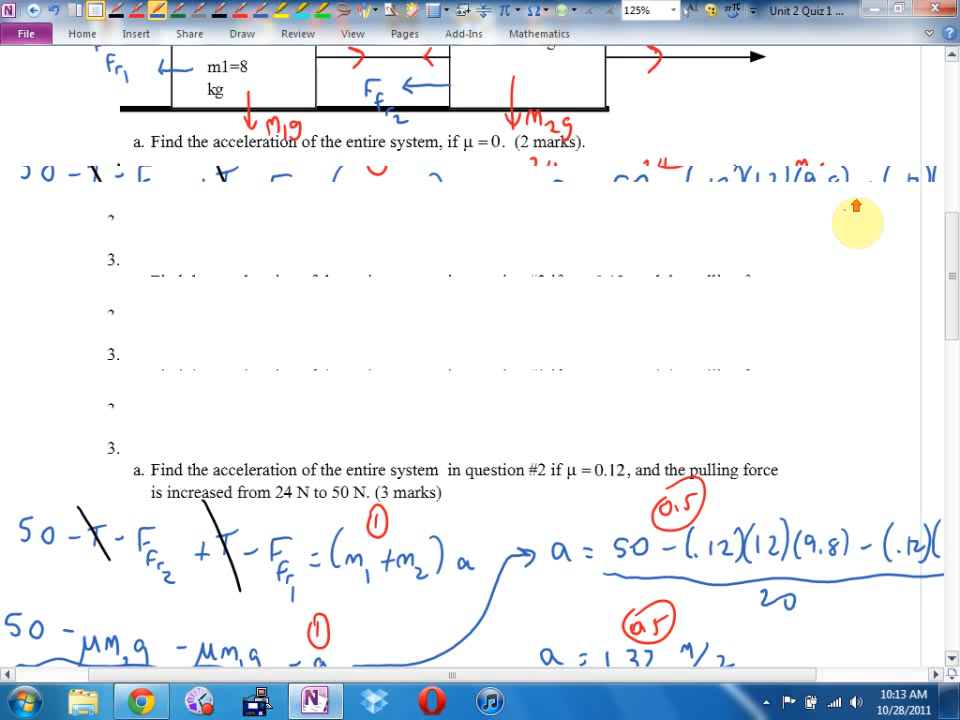 125%
Unit 2 Quiz 1 ...
File Home Insert Share Draw Review View Pages Add-Ins Mathematics
Ffr1
m1=8
kg
Ffr2
m1g
m2g
a. Find the acceleration of the entire system, if μ = 0. (2 marks).
3.
3.
3.
a. Find the acceleration of the entire system in question #2 if μ = 0.12, and the pulling force
is increased from 24 N to 50 N. (3 marks)
50 - T - Ffr2 + T - Ffr1 = (m1 + m2) a
1
0.5
a = 50 - (.12)(12)(9.8) - (.12)(
20
50 - μm2g - μm1g = a
1
0.5
a = 1.37 m/
10:13 AM
10/28/2011